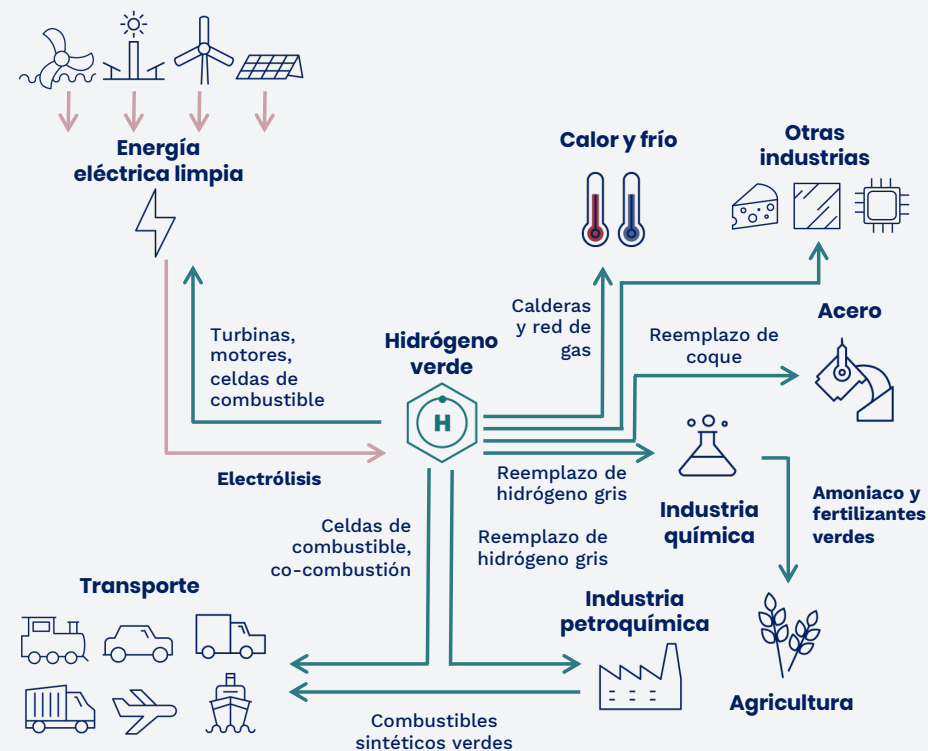 Energía
eléctrica limpia
Calor y frío
Otras
industrias
Acero
Turbinas,
motores,
celdas de
combustible
Hidrógeno
verde
H
Calderas
y red de
gas
Reemplazo de
coque
Electrólisis
Reemplazo de
hidrógeno gris
Industria
química
Amoniaco y
fertilizantes
verdes
Celdas de
combustible,
co-combustión
Reemplazo de
hidrógeno gris
Transporte
Industria
petroquímica
Agricultura
Combustibles
sintéticos verdes